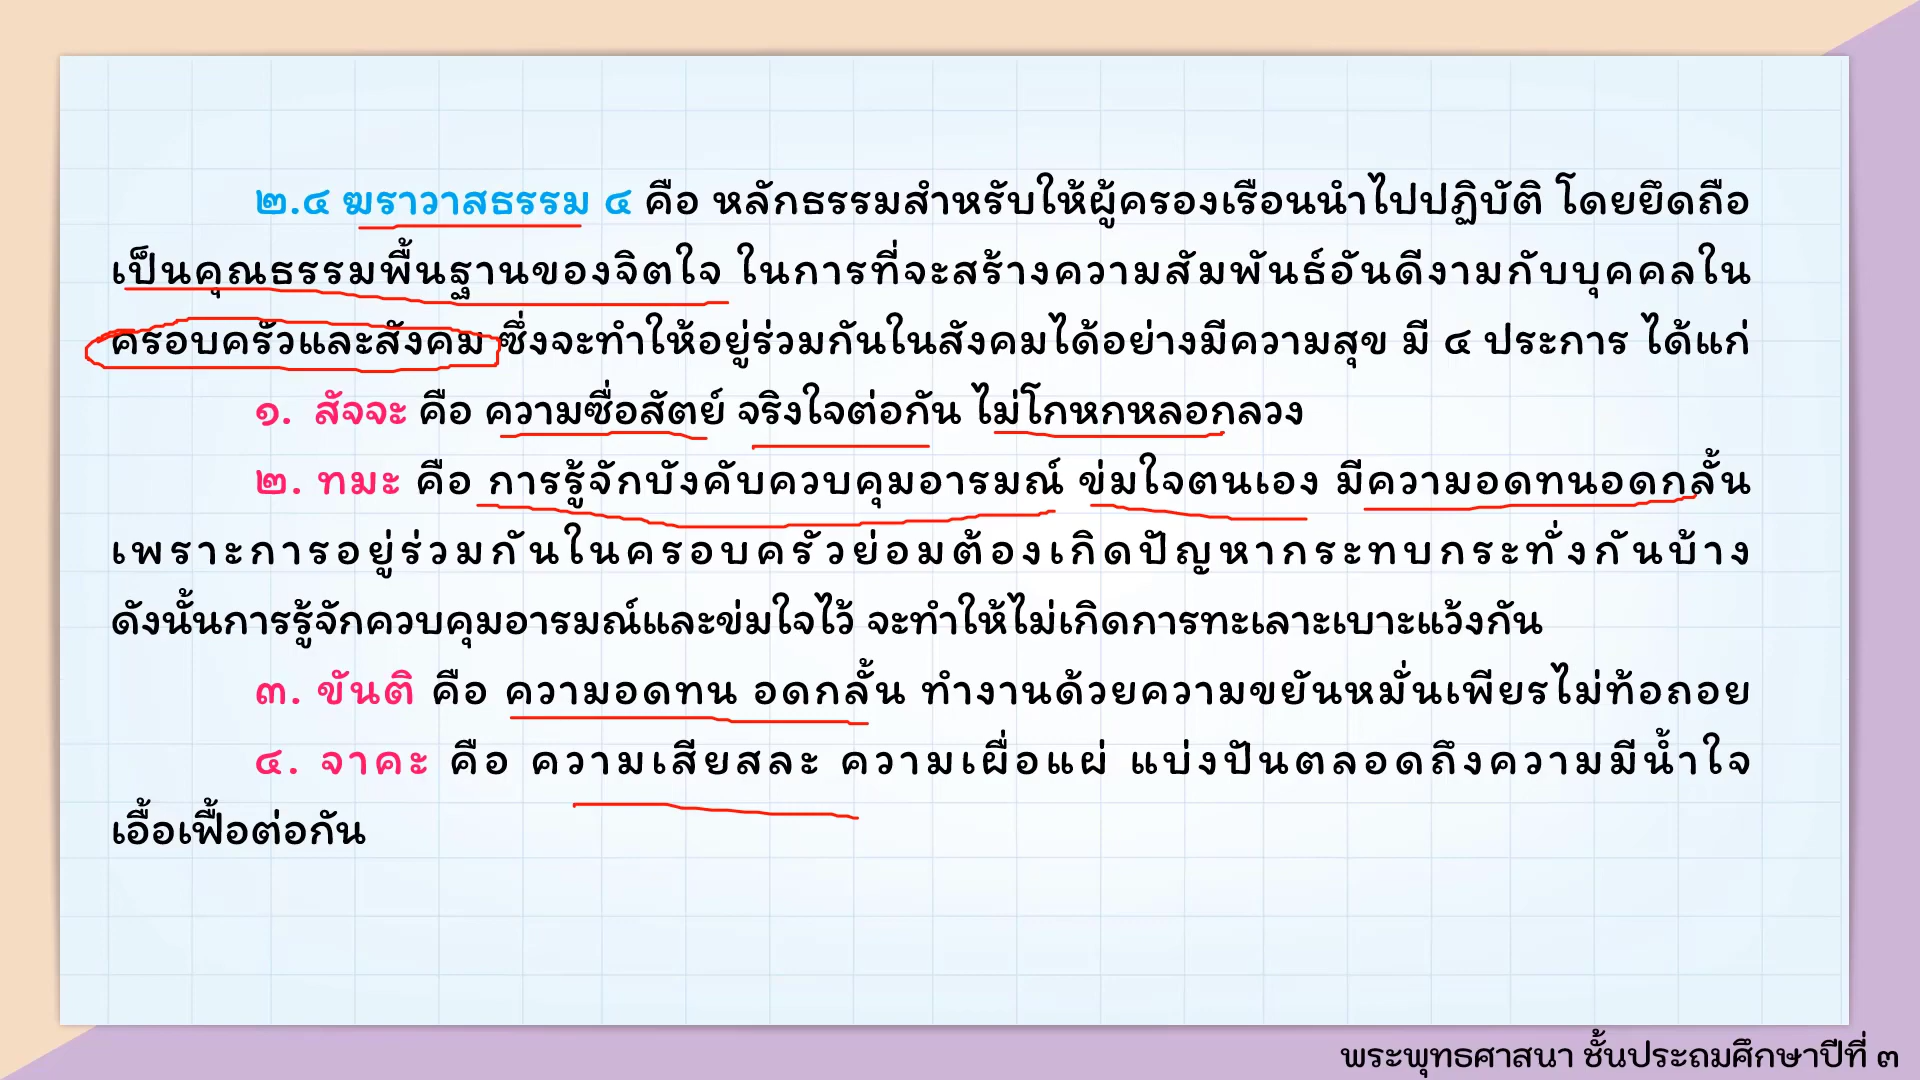 ๒.๔ ฆราวาสธรรม ๔ คือ หลักธรรมสำหรับให้ผู้ครองเรือนนำไปปฏิบัติ โดยยึดถือ
เป็นคุณธรรมพื้นฐานของจิตใจ ในการที่จะสร้างความสัมพันธ์อันดีงามกับบุคคลใน
ครอบครัวและสังคม ซึ่งจะทำให้อยู่ร่วมกันในสังคมได้อย่างมีความสุข มี ๔ ประการ ได้แก่
๑. สัจจะ คือ ความซื่อสัตย์ จริงใจต่อกัน ไม่โกหกหลอกลวง
๒. ทมะ คือ การรู้จักบังคับควบคุมอารมณ์ ข่มใจตนเอง มีความอดทนอดกลั้น
เพราะการอยู่ร่วมกันในครอบครัวย่อมต้องเกิดปัญหากระทบกระทั่งกันบ้าง
ดังนั้นการรู้จักควบคุมอารมณ์และข่มใจไว้ จะทำให้ไม่เกิดการทะเลาะเบาะแว้งกัน
๓. ขันติ คือ ความอดทน อดกลั้น ทำงานด้วยความขยันหมั่นเพียรไม่ท้อถอย
๔. จาคะ คือ ความเสียสละ ความเผื่อแผ่ แบ่งปันตลอดถึงความมีน้ำใจ
เอื้อเฟื้อต่อกัน
พระพุทธศาสนา ชั้นประถมศึกษาปีที่ ๓